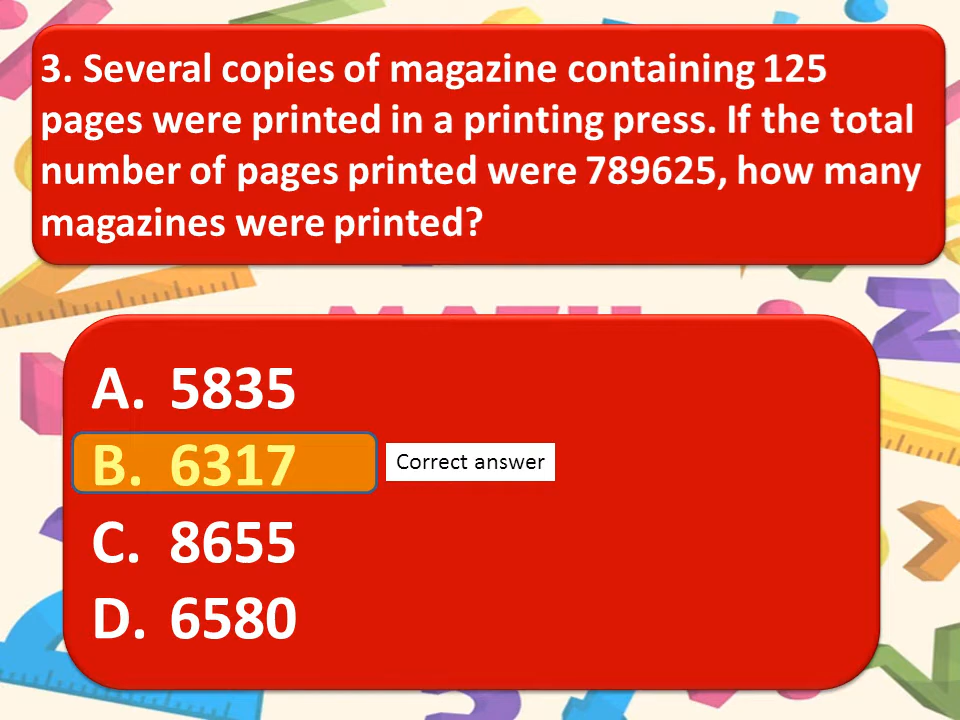 3. Several copies of magazine containing 125
pages were printed in a printing press. If the total
number of pages printed were 789625, how many
magazines were printed?
A. 5835
B. 6317
Correct answer
C. 8655
D. 6580